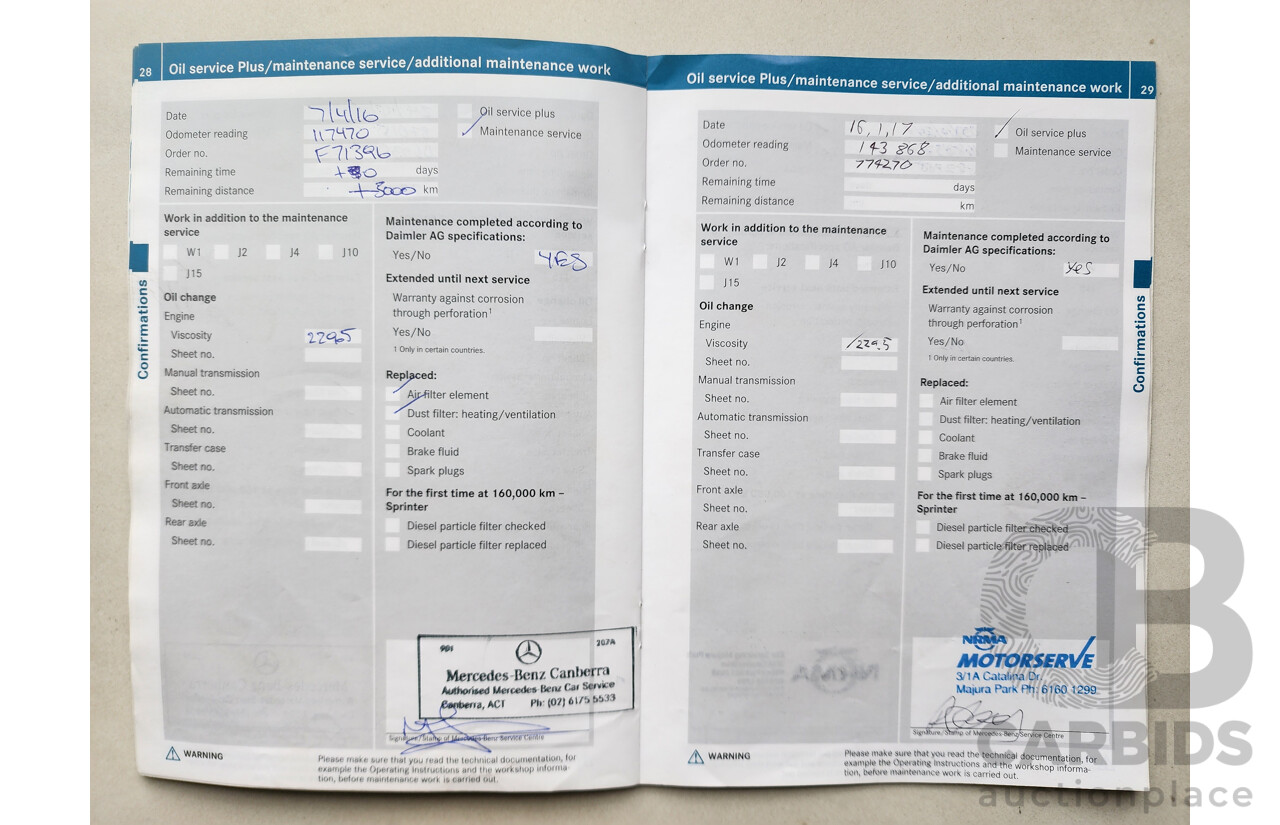 28 Oil service Plus/maintenance service/additional maintenance work
Date 7/4/16
Odometer reading 117470
Order no. F71396
Remaining time days
Remaining distance +3000 km
Oil service plus
Maintenance service
Work in addition to the maintenance
service
W1 J2 J4 J10
J15
Oil change
Engine
Viscosity 229.5
Sheet no.
Manual transmission
Sheet no.
Automatic transmission
Sheet no.
Transfer case
Sheet no.
Front axle
Sheet no.
Rear axle
Sheet no.
Maintenance completed according to
Daimler AG specifications:
Yes/No YES
Extended until next service
Warranty against corrosion
through perforation¹
Yes/No
1 Only in certain countries.
Replaced:
Air filter element
Dust filter: heating/ventilation
Coolant
Brake fluid
Spark plugs
For the first time at 160,000 km –
Sprinter
Diesel particle filter checked
Diesel particle filter replaced
Confirmations
901 207A
Mercedes-Benz Canberra
Authorised Mercedes-Benz Car Service
Canberra, ACT Ph: (02) 6175 5533
Signature/Stamp of Mercedes-Benz Service Centre
WARNING
Please make sure that you read the technical documentation, for
example the Operating Instructions and the workshop informa-
tion, before maintenance work is carried out.
Oil service Plus/maintenance service/additional maintenance work 29
Date 16,1,17
Odometer reading 143 868
Order no. 774270
Remaining time days
Remaining distance km
Oil service plus
Maintenance service
Work in addition to the maintenance
service
W1 J2 J4 J10
J15
Oil change
Engine
Viscosity 229.5
Sheet no.
Manual transmission
Sheet no.
Automatic transmission
Sheet no.
Transfer case
Sheet no.
Front axle
Sheet no.
Rear axle
Sheet no.
Maintenance completed according to
Daimler AG specifications:
Yes/No Yes
Extended until next service
Warranty against corrosion
through perforation¹
Yes/No
1 Only in certain countries.
Replaced:
Air filter element
Dust filter: heating/ventilation
Coolant
Brake fluid
Spark plugs
For the first time at 160,000 km –
Sprinter
Diesel particle filter checked
Diesel particle filter replaced
Confirmations
NRMA
MOTORSERVE
3/1A Catalina Dr.
Majura Park Ph: 6160 1299
Signature/Stamp of Mercedes-Benz Service Centre
WARNING
Please make sure that you read the technical documentation, for
example the Operating Instructions and the workshop informa-
tion, before maintenance work is carried out.
CARBIDS
auctionplace